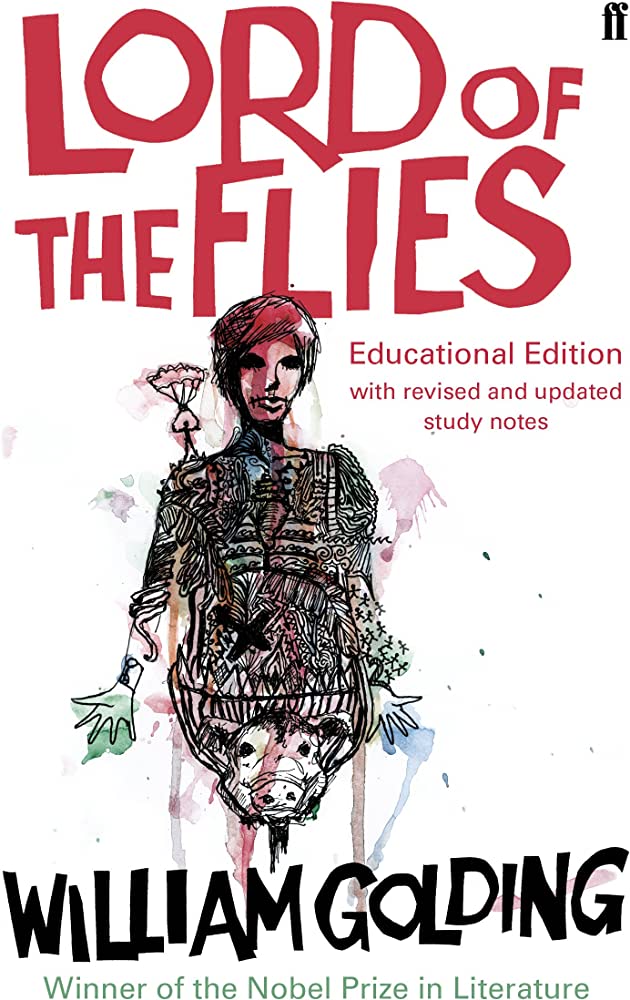 ff
LORD OF
THE FLIES
Educational Edition
with revised and updated
study notes
WILLIAM GOLDING
Winner of the Nobel Prize in Literature